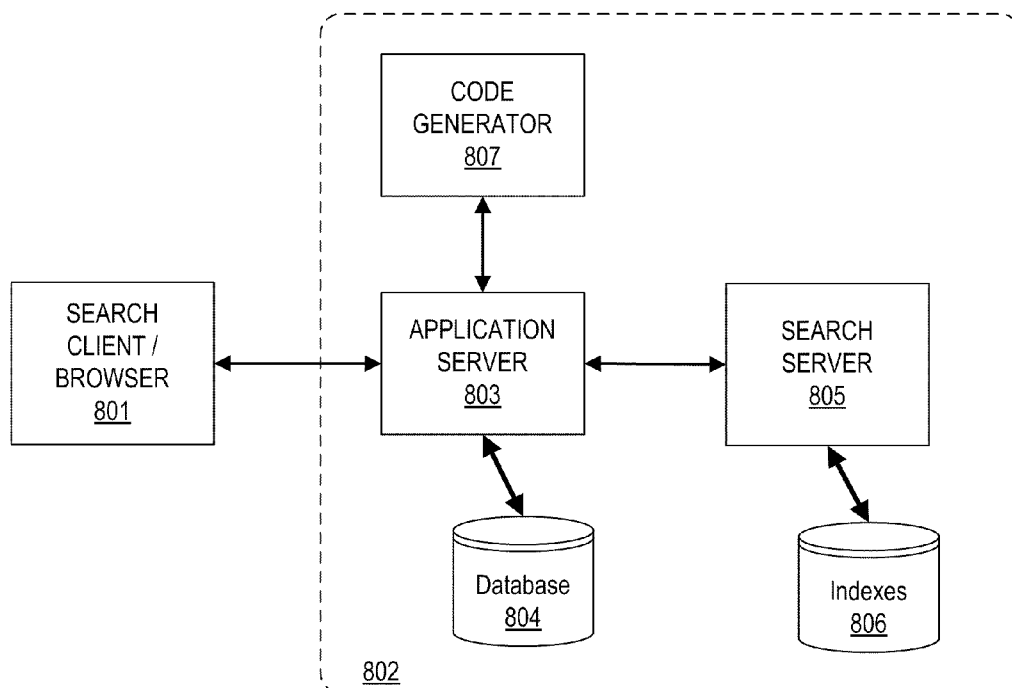 CODE
GENERATOR
807
SEARCH
CLIENT /
BROWSER
801
APPLICATION
SERVER
803
SEARCH
SERVER
805
Database
804
Indexes
806
802